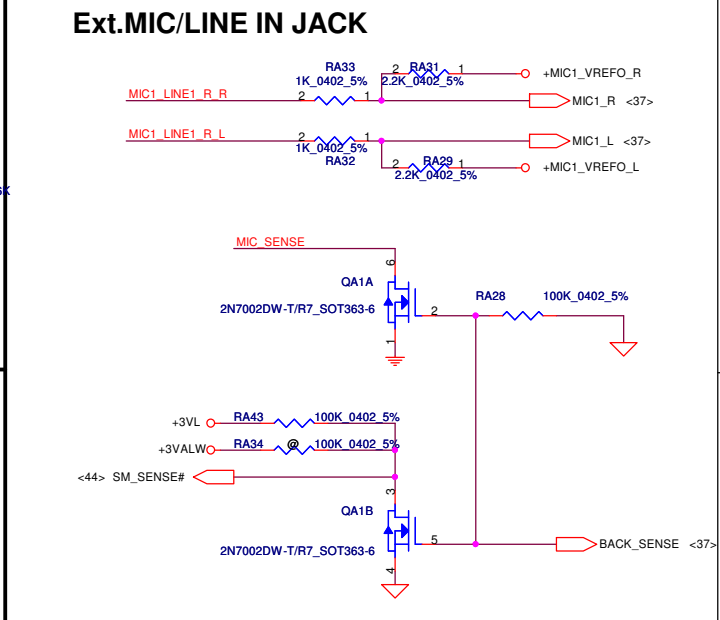 Ext.MIC/LINE IN JACK
RA33
1K_0402_5%
2 RA31 1
2.2K_0402_5%
+MIC1_VREFO_R
MIC1_LINE1_R_R
2 1
MIC1_R <37>
MIC1_LINE1_R_L
2 1
1K_0402_5%
RA32
MIC1_L <37>
2 RA29 1
2.2K_0402_5%
+MIC1_VREFO_L
MIC_SENSE
6
QA1A
2N7002DW-T/R7_SOT363-6
2
1
RA28 100K_0402_5%
+3VL RA43 100K_0402_5%
+3VALW RA34 @ 100K_0402_5%
<44> SM_SENSE#
3
QA1B
2N7002DW-T/R7_SOT363-6
5
4
BACK_SENSE <37>